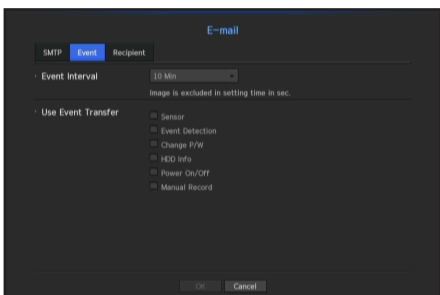 E-mail
SMTP Event Recipient
· Event Interval 10 Min
Image is excluded in setting time in sec.
· Use Event Transfer Sensor
Event Detection
Change P/W
HDD Info
Power On/Off
Manual Record
OK Cancel